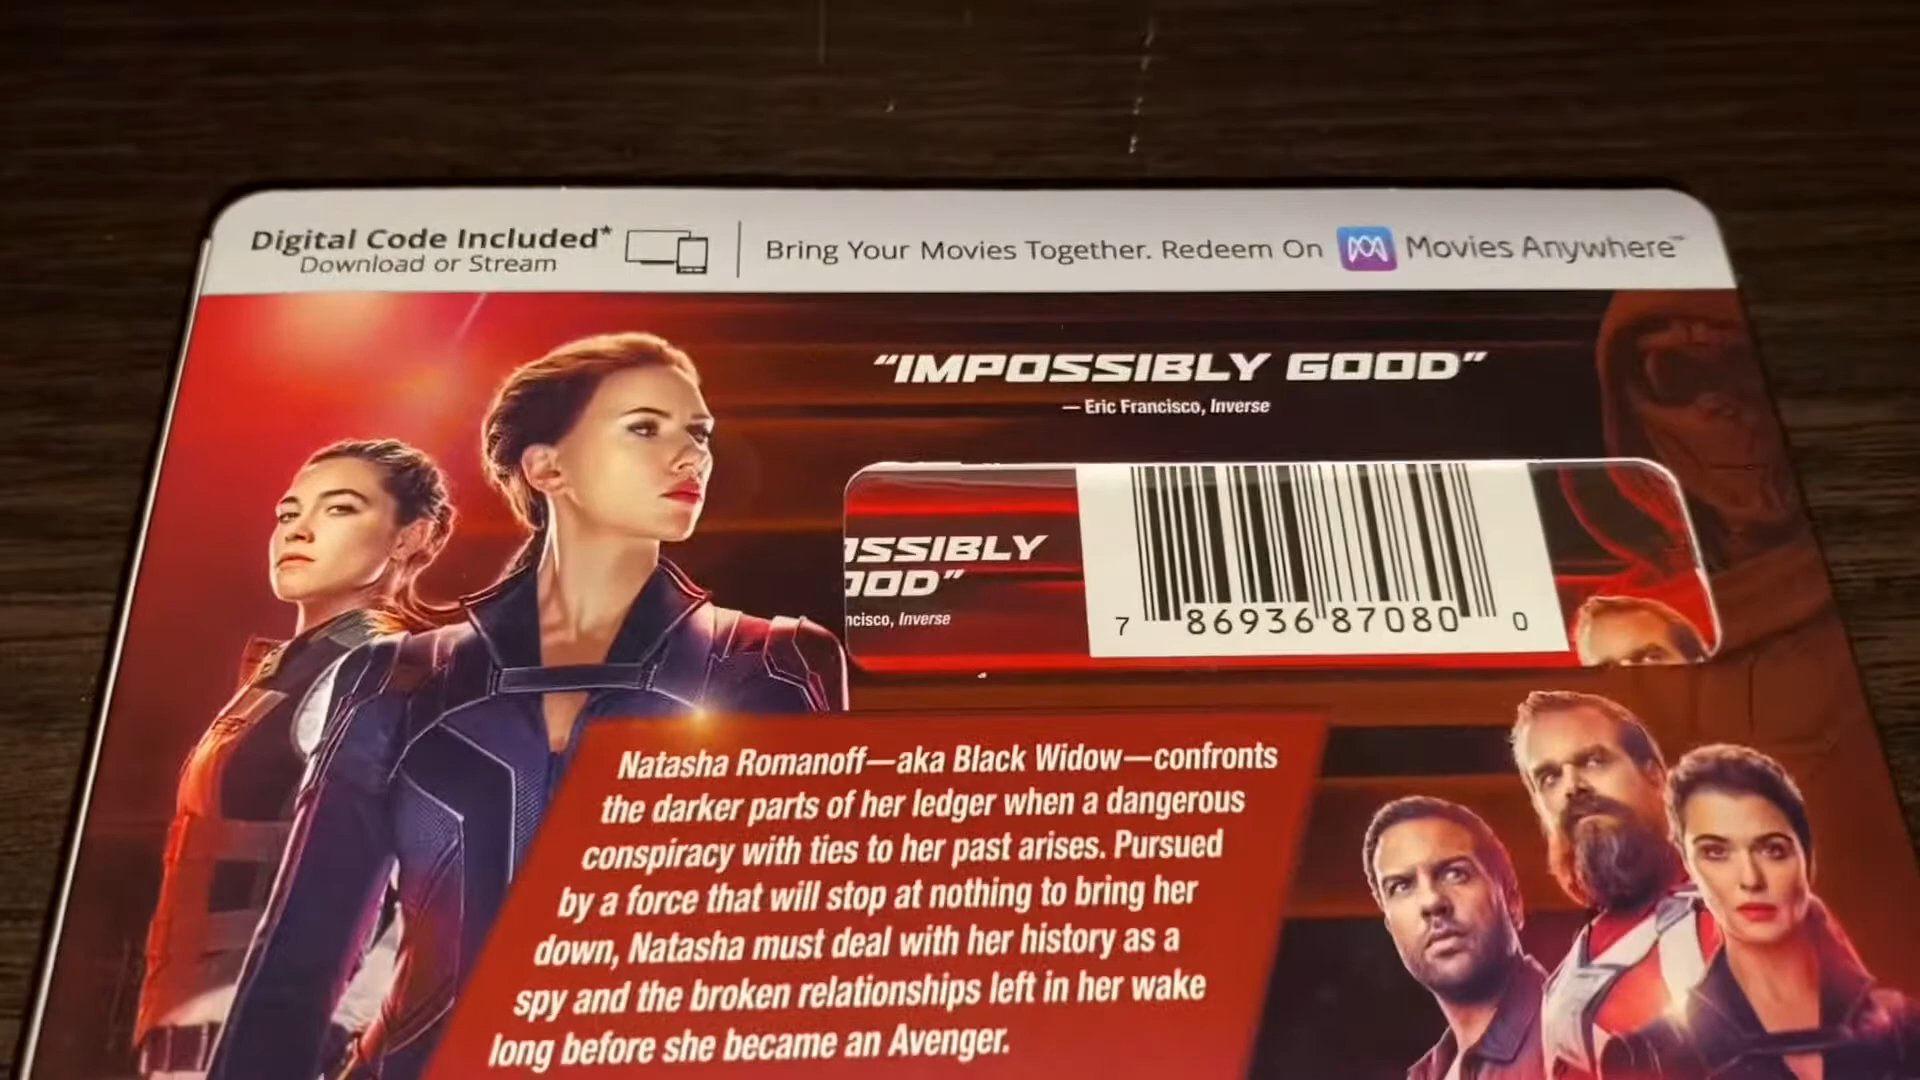 Digital Code Included*
Download or Stream
Bring Your Movies Together. Redeem On Movies Anywhere™
“IMPOSSIBLY GOOD”
— Eric Francisco, Inverse
OSSIBLY
OOD”
ncisco, Inverse
7 86936 87080 0
Natasha Romanoff—aka Black Widow—confronts
the darker parts of her ledger when a dangerous
conspiracy with ties to her past arises. Pursued
by a force that will stop at nothing to bring her
down, Natasha must deal with her history as a
spy and the broken relationships left in her wake
long before she became an Avenger.